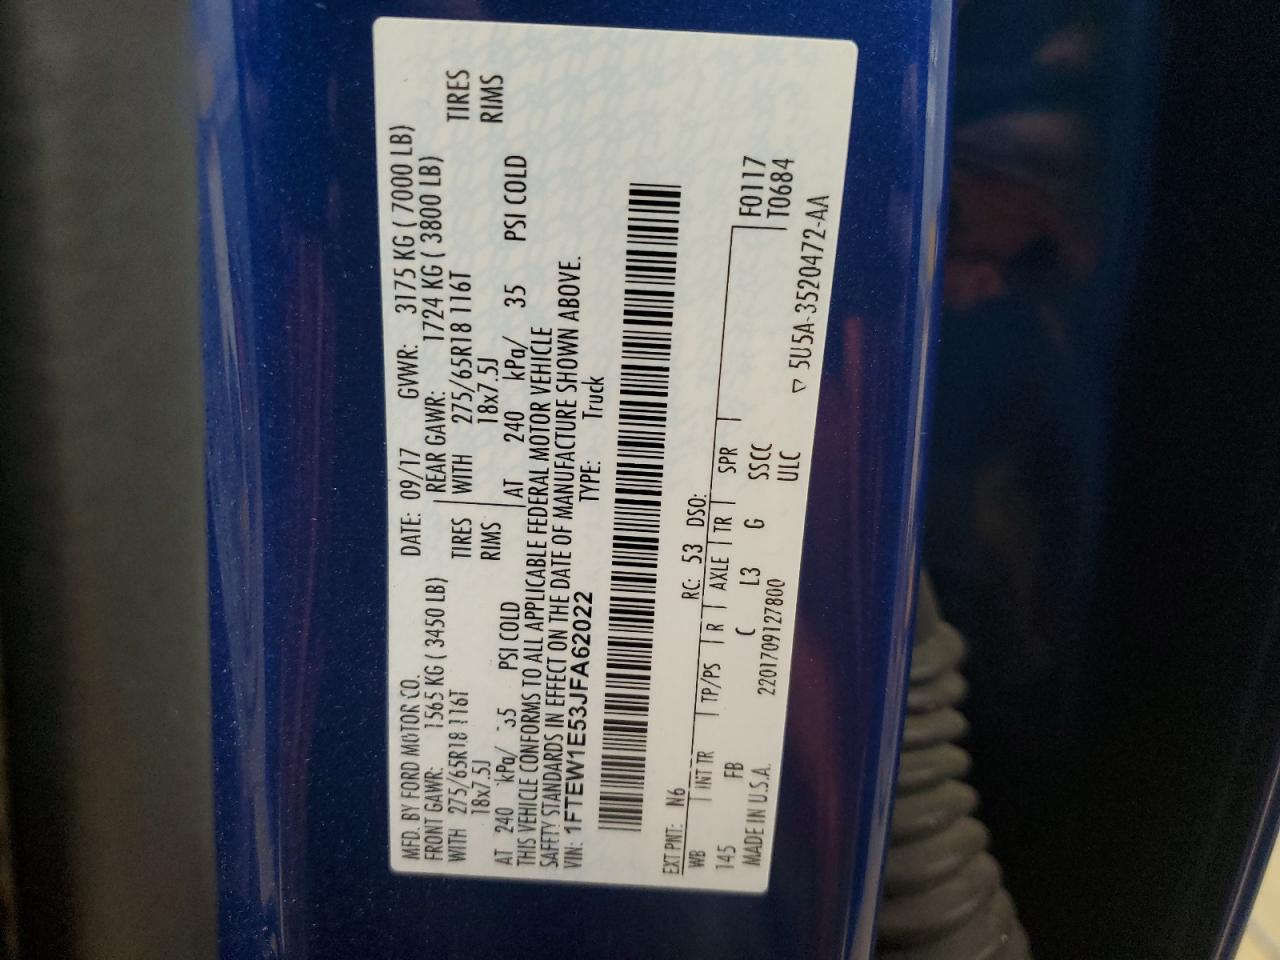 MFD. BY FORD MOTOR CO. DATE: 09/17 GVWR: 3175 KG ( 7000 LB)
FRONT GAWR: 1565 KG ( 3450 LB) REAR GAWR: 1724 KG ( 3800 LB)
WITH 275/65R18 116T TIRES WITH 275/65R18 116T TIRES
18x7.5J RIMS 18x7.5J RIMS
AT 240 kPa/ 35 PSI COLD AT 240 kPa/ 35 PSI COLD
THIS VEHICLE CONFORMS TO ALL APPLICABLE FEDERAL MOTOR VEHICLE
SAFETY STANDARDS IN EFFECT ON THE DATE OF MANUFACTURE SHOWN ABOVE.
VIN: 1FTEW1E53JFA62022 TYPE: Truck
EXT PNT: N6 RC: 53 DSO:
WB INT TR TP/PS R AXLE TR SPR F0117
145 FB C L3 G SSCC T0684
MADE IN U.S.A. 2201709127800 ULC
▽ 5U5A-3520472-AA